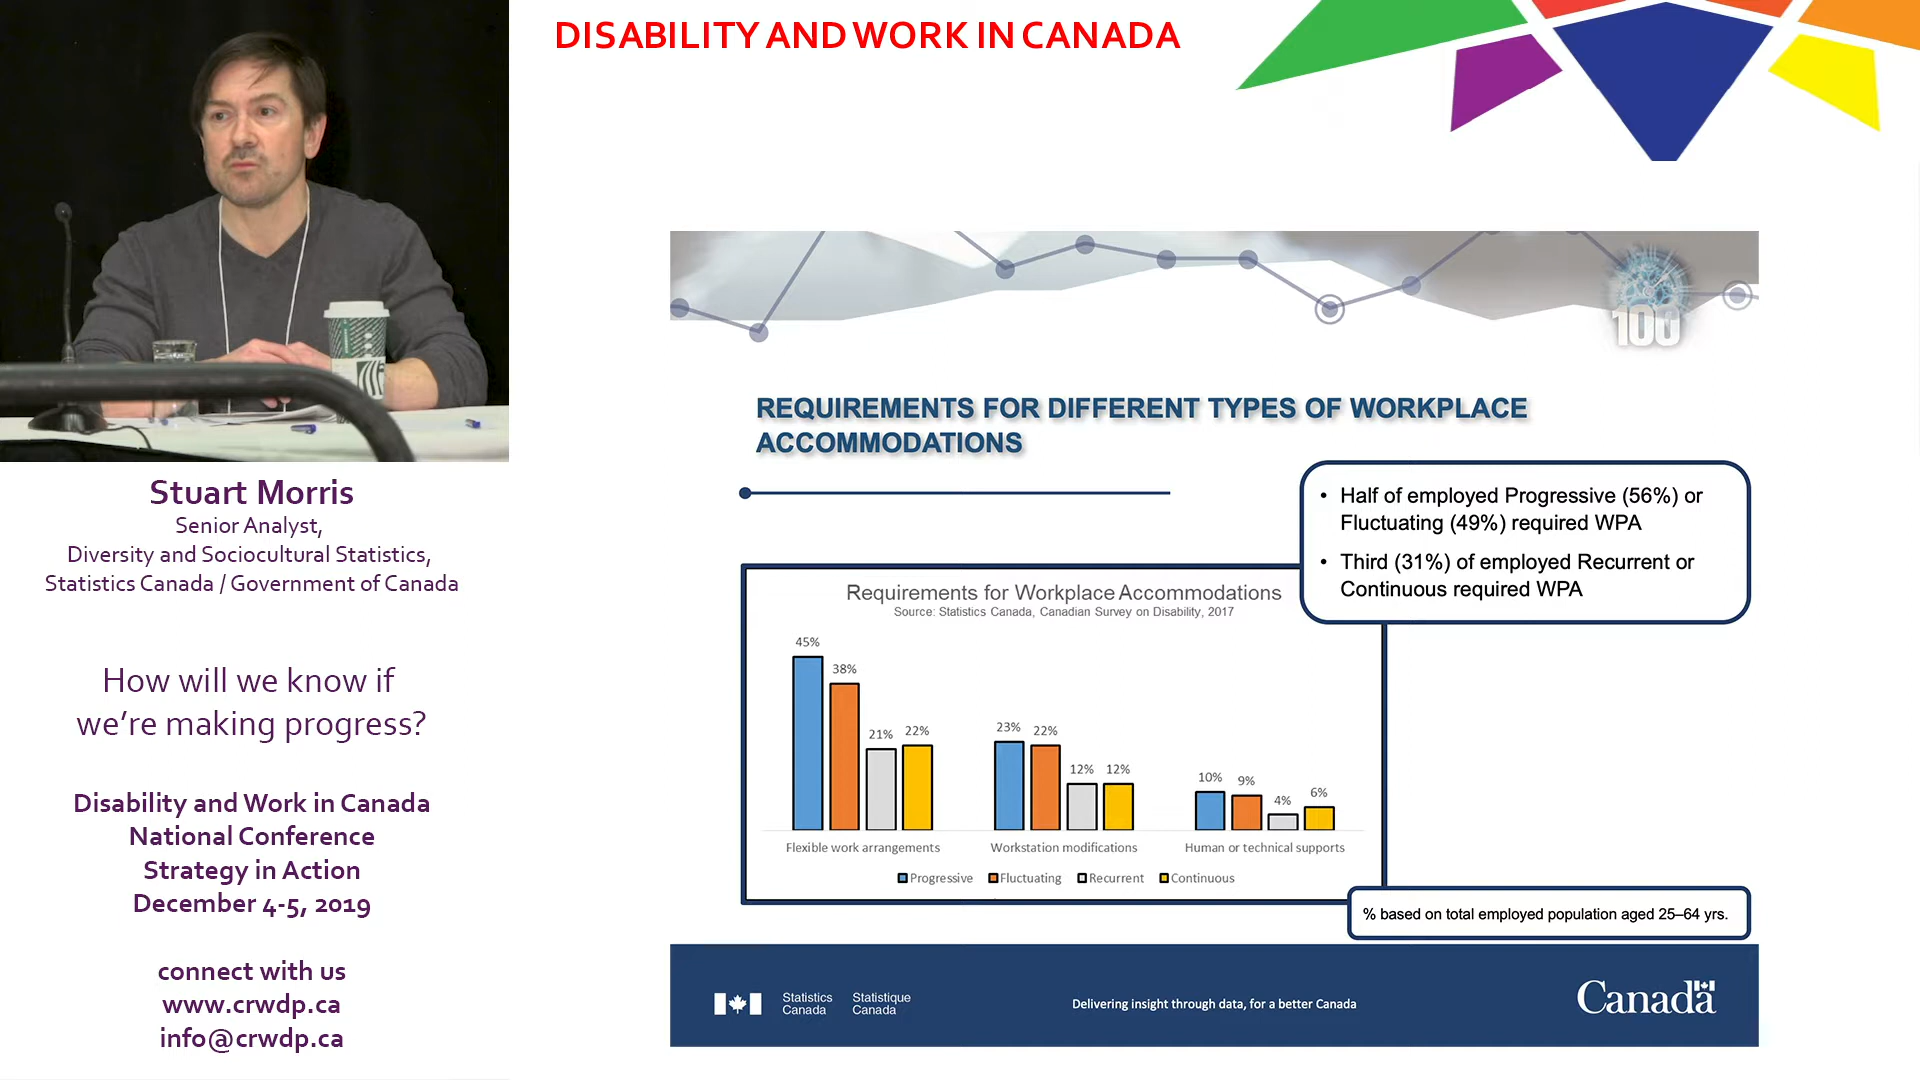 DISABILITY AND WORK IN CANADA
100
REQUIREMENTS FOR DIFFERENT TYPES OF WORKPLACE
ACCOMMODATIONS
• Half of employed Progressive (56%) or
Fluctuating (49%) required WPA
• Third (31%) of employed Recurrent or
Continuous required WPA
Requirements for Workplace Accommodations
Source: Statistics Canada, Canadian Survey on Disability, 2017
45%
38%
21%
22%
23%
22%
12%
12%
10%
9%
4%
6%
Flexible work arrangements
Workstation modifications
Human or technical supports
Progressive
Fluctuating
Recurrent
Continuous
% based on total employed population aged 25–64 yrs.
Statistics
Canada
Statistique
Canada
Delivering insight through data, for a better Canada
Canada
Stuart Morris
Senior Analyst,
Diversity and Sociocultural Statistics,
Statistics Canada / Government of Canada
How will we know if
we’re making progress?
Disability and Work in Canada
National Conference
Strategy in Action
December 4-5, 2019
connect with us
www.crwdp.ca
info@crwdp.ca